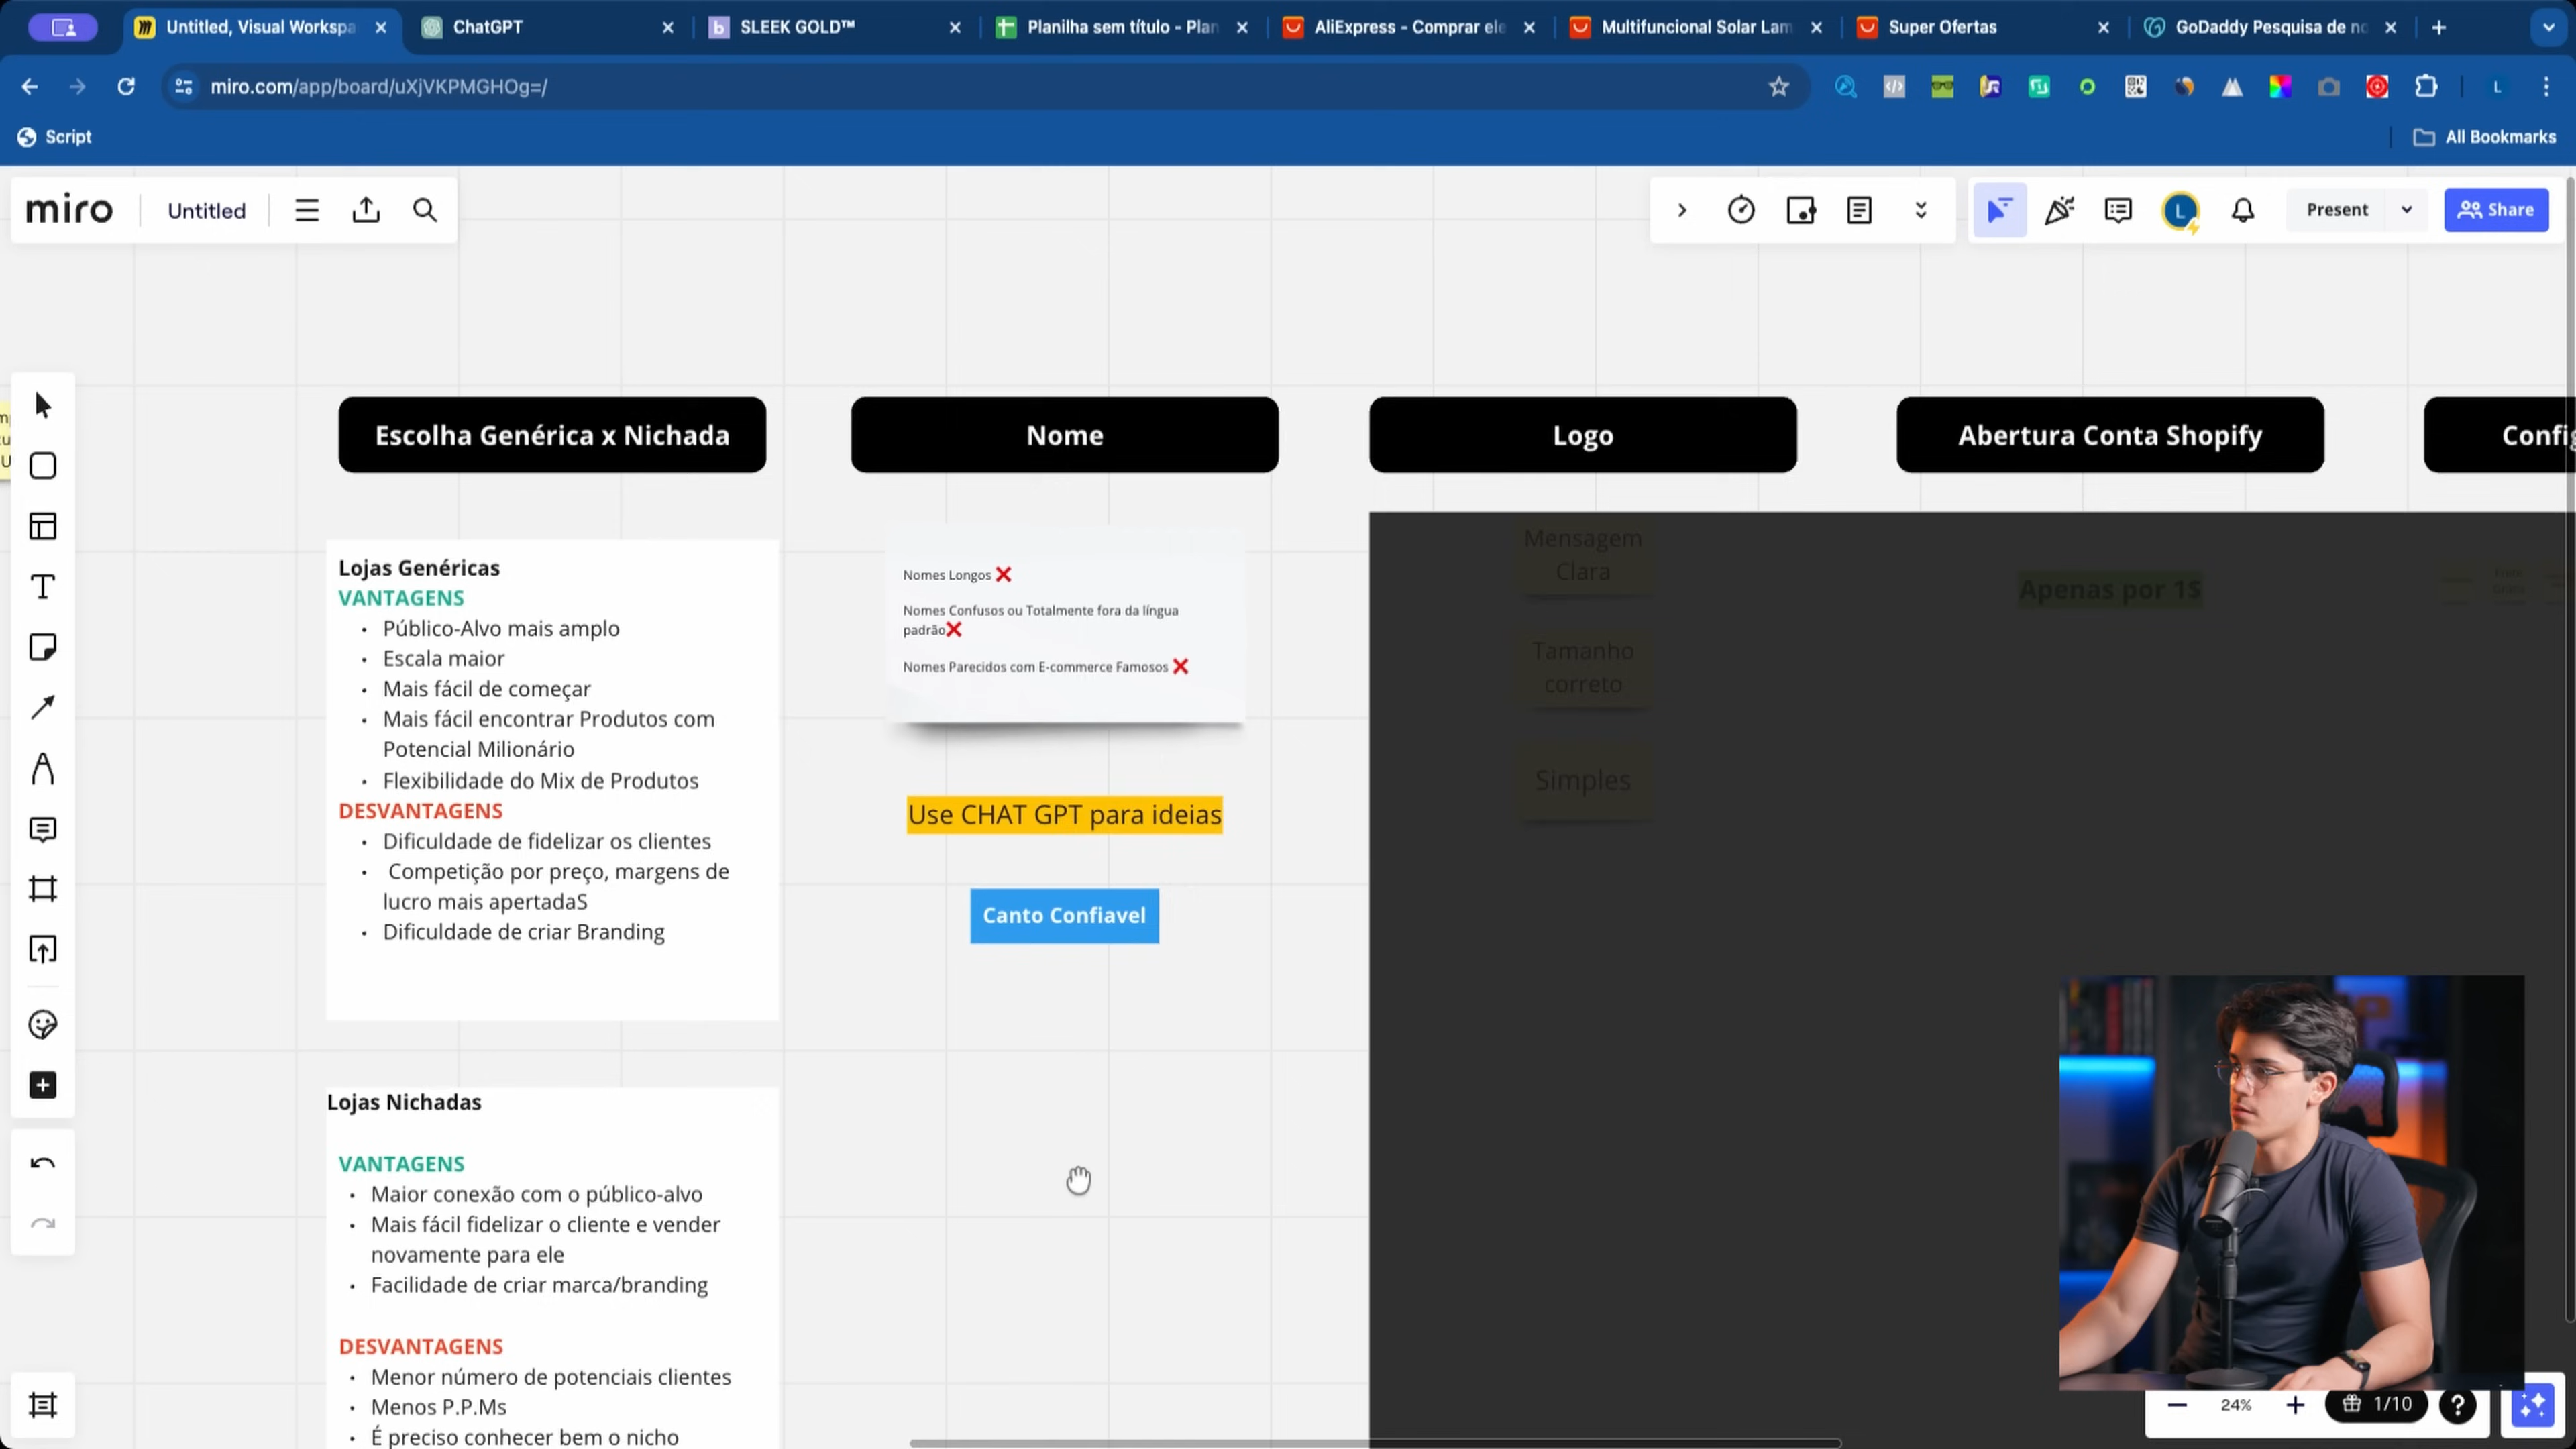 Untitled, Visual Workspa
ChatGPT
SLEEK GOLD™
Planilha sem título - Plan
AliExpress - Comprar ele
Multifuncional Solar Lam
Super Ofertas
GoDaddy Pesquisa de no
miro.com/app/board/uXjVKPMGHOg=/
L
Script
All Bookmarks
miro
Untitled
L
Present
Share
Escolha Genérica x Nichada
Nome
Logo
Abertura Conta Shopify
Config
Lojas Genéricas
VANTAGENS
• Público-Alvo mais amplo
• Escala maior
• Mais fácil de começar
• Mais fácil encontrar Produtos com
Potencial Milionário
• Flexibilidade do Mix de Produtos
DESVANTAGENS
• Dificuldade de fidelizar os clientes
• Competição por preço, margens de
lucro mais apertadaS
• Dificuldade de criar Branding
Nomes Longos ❌
Nomes Confusos ou Totalmente fora da língua
padrão❌
Nomes Parecidos com E-commerce Famosos ❌
Use CHAT GPT para ideias
Canto Confiavel
Mensagem
Clara
Tamanho
correto
Simples
Apenas por 1$
Lojas Nichadas
VANTAGENS
• Maior conexão com o público-alvo
• Mais fácil fidelizar o cliente e vender
novamente para ele
• Facilidade de criar marca/branding
DESVANTAGENS
• Menor número de potenciais clientes
• Menos P.P.Ms
• É preciso conhecer bem o nicho
24%
1/10